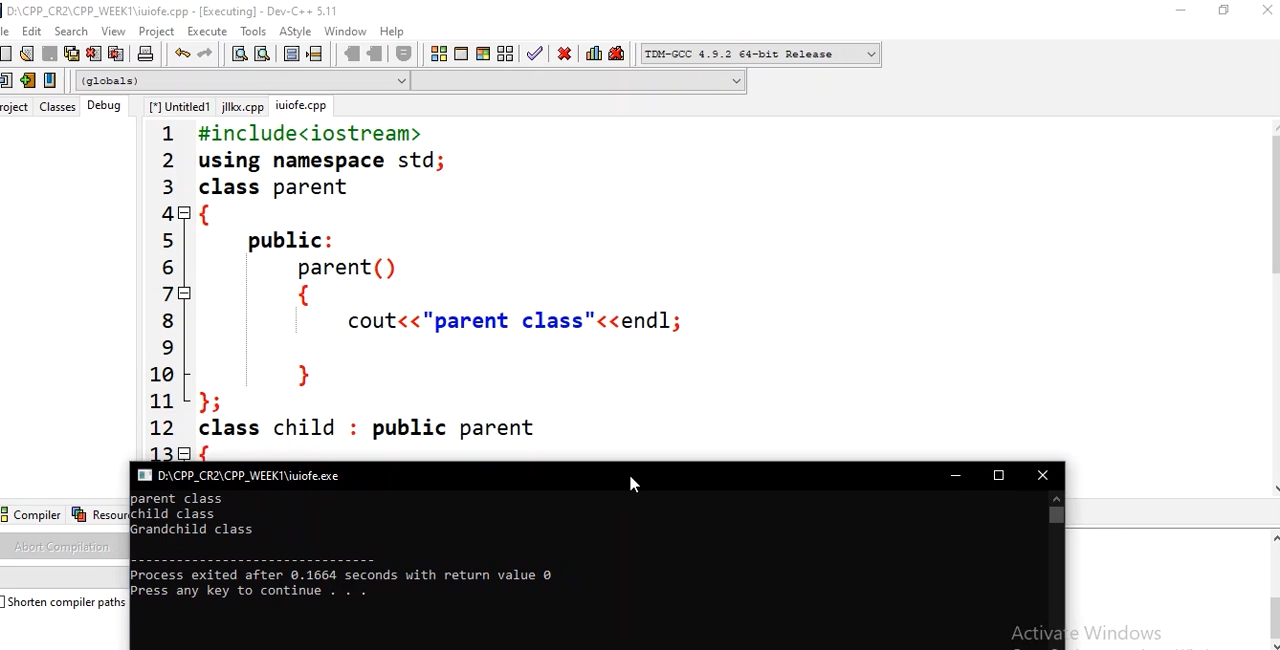 D:\CPP_CR2\CPP_WEEK1\iuiofe.cpp - [Executing] - Dev-C++ 5.11
le Edit Search View Project Execute Tools AStyle Window Help
TDM-GCC 4.9.2 64-bit Release
(globals)
roject Classes Debug [*] Untitled1 jllkx.cpp iuiofe.cpp
1 #include<iostream>
2 using namespace std;
3 class parent
4 {
5 public:
6 parent()
7 {
8 cout<<"parent class"<<endl;
9
10 }
11 };
12 class child : public parent
13 {
D:\CPP_CR2\CPP_WEEK1\iuiofe.exe
parent class
child class
Grandchild class
--------------------------------
Process exited after 0.1664 seconds with return value 0
Press any key to continue . . .
Compiler Resour
Abort Compilation
Shorten compiler paths
Activate Windows